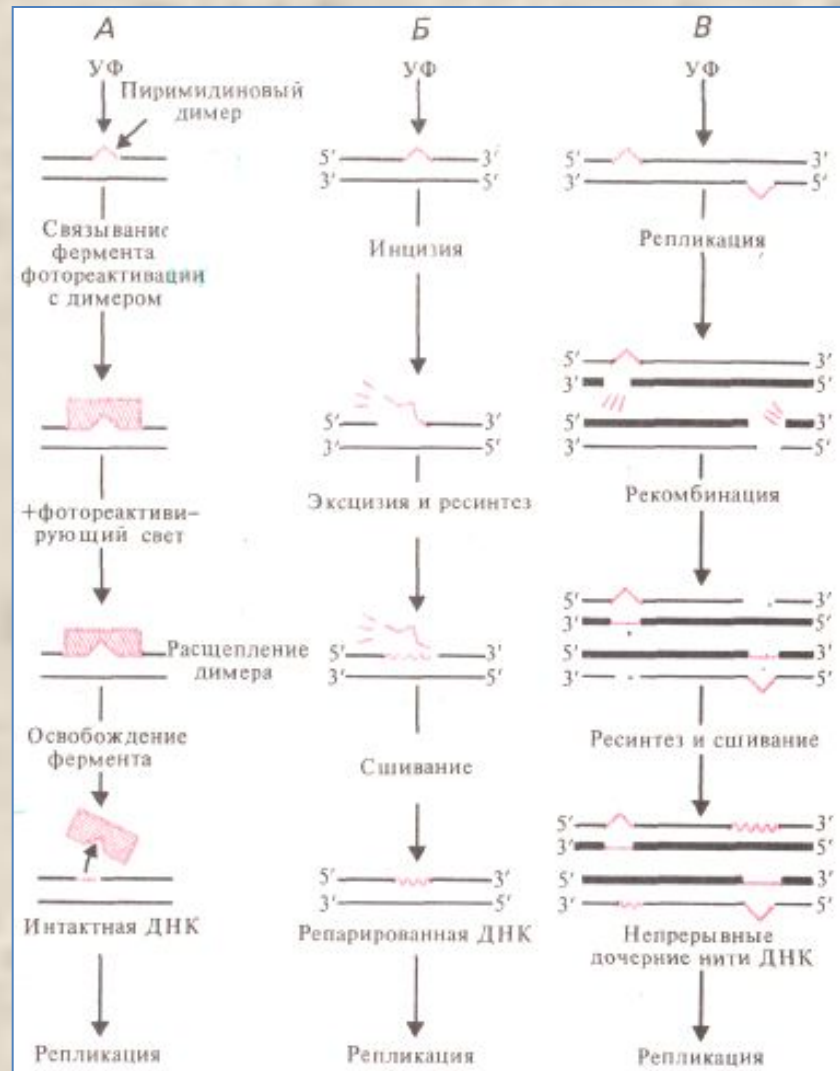 А
УФ
Пиримидиновый
димер
Связывание
фермента
фотореактивации
с димером
+фотореактиви-
рующий свет
Расщепление
димера
Освобождение
фермента
Интактная ДНК
Репликация
Б
УФ
5′ 3′
3′ 5′
Инцизия
5′ 3′
3′ 5′
Эксцизия и ресинтез
5′ 3′
3′ 5′
Сшивание
5′ 3′
3′ 5′
Репарированная ДНК
Репликация
В
УФ
5′ 3′
3′ 5′
Репликация
5′ 3′
3′ 5′
5′ 3′
3′ 5′
Рекомбинация
5′ 3′
3′ 5′
5′ 3′
3′ 5′
Ресинтез и сшивание
5′ 3′
3′ 5′
5′ 3′
3′ 5′
Непрерывные
дочерние нити ДНК
Репликация